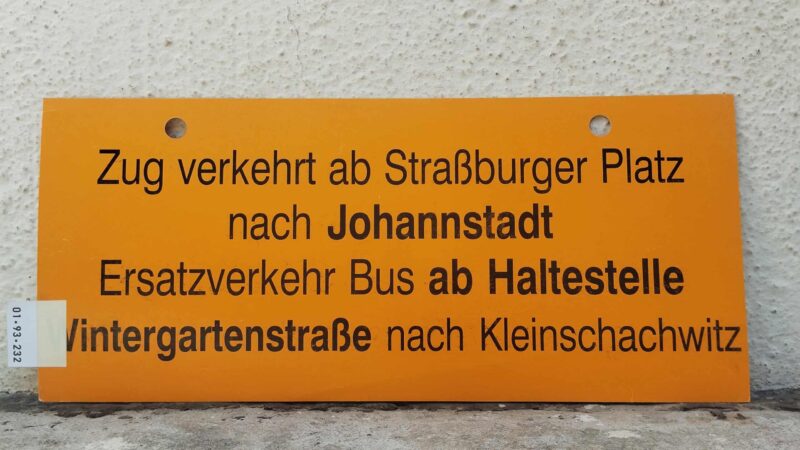 Zug verkehrt ab Straßburger Platz
nach Johannstadt
Ersatzverkehr Bus ab Haltestelle
Wintergartenstraße nach Kleinschachwitz
01-93-232